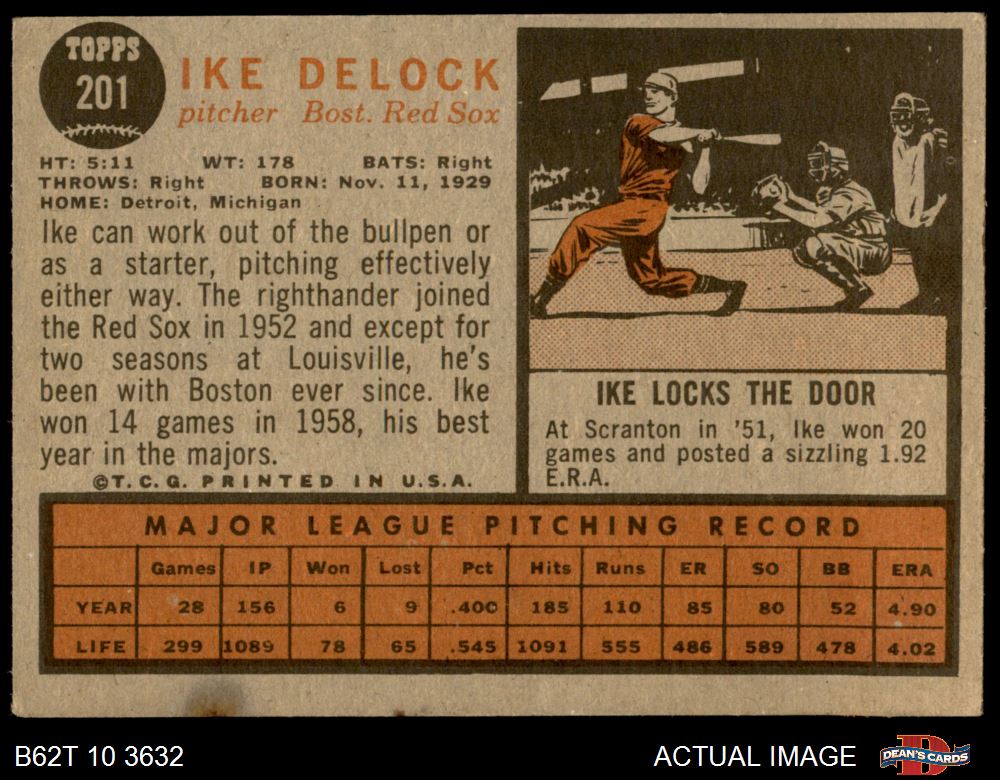 TOPPS
201
IKE DELOCK
pitcher Bost. Red Sox
HT: 5:11 WT: 178 BATS: Right
THROWS: Right BORN: Nov. 11, 1929
HOME: Detroit, Michigan
Ike can work out of the bullpen or
as a starter, pitching effectively
either way. The righthander joined
the Red Sox in 1952 and except for
two seasons at Louisville, he's
been with Boston ever since. Ike
won 14 games in 1958, his best
year in the majors.
©T.C.G. PRINTED IN U.S.A.
IKE LOCKS THE DOOR
At Scranton in '51, Ike won 20
games and posted a sizzling 1.92
E.R.A.
MAJOR LEAGUE PITCHING RECORD
Games IP Won Lost Pct Hits Runs ER SO BB ERA
YEAR 28 156 6 9 .400 185 110 85 80 52 4.90
LIFE 299 1089 78 65 .545 1091 555 486 589 478 4.02
B62T 10 3632
ACTUAL IMAGE
DEAN'S CARDS